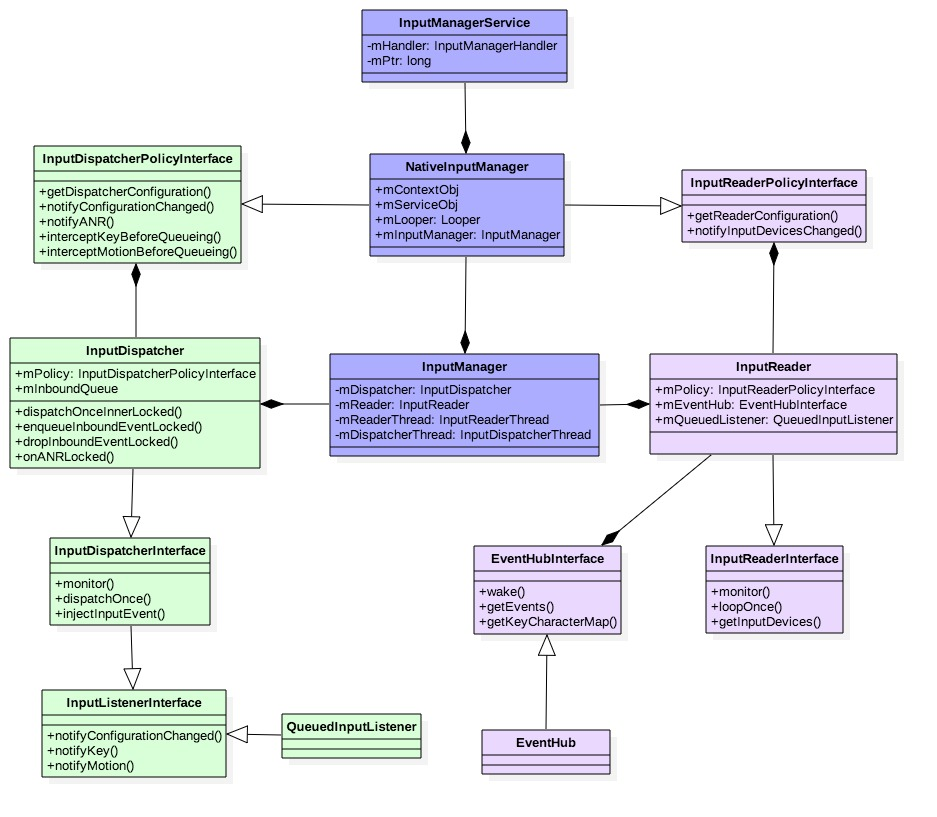 InputManagerService
-mHandler: InputManagerHandler
-mPtr: long
InputDispatcherPolicyInterface
+getDispatcherConfiguration()
+notifyConfigurationChanged()
+notifyANR()
+interceptKeyBeforeQueueing()
+interceptMotionBeforeQueueing()
NativeInputManager
+mContextObj
+mServiceObj
+mLooper: Looper
+mInputManager: InputManager
InputReaderPolicyInterface
+getReaderConfiguration()
+notifyInputDevicesChanged()
InputDispatcher
+mPolicy: InputDispatcherPolicyInterface
+mInboundQueue
+dispatchOnceInnerLocked()
+enqueueInboundEventLocked()
+dropInboundEventLocked()
+onANRLocked()
InputManager
-mDispatcher: InputDispatcher
-mReader: InputReader
-mReaderThread: InputReaderThread
-mDispatcherThread: InputDispatcherThread
InputReader
+mPolicy: InputReaderPolicyInterface
+mEventHub: EventHubInterface
+mQueuedListener: QueuedInputListener
InputDispatcherInterface
+monitor()
+dispatchOnce()
+injectInputEvent()
EventHubInterface
+wake()
+getEvents()
+getKeyCharacterMap()
InputReaderInterface
+monitor()
+loopOnce()
+getInputDevices()
InputListenerInterface
+notifyConfigurationChanged()
+notifyKey()
+notifyMotion()
QueuedInputListener
EventHub